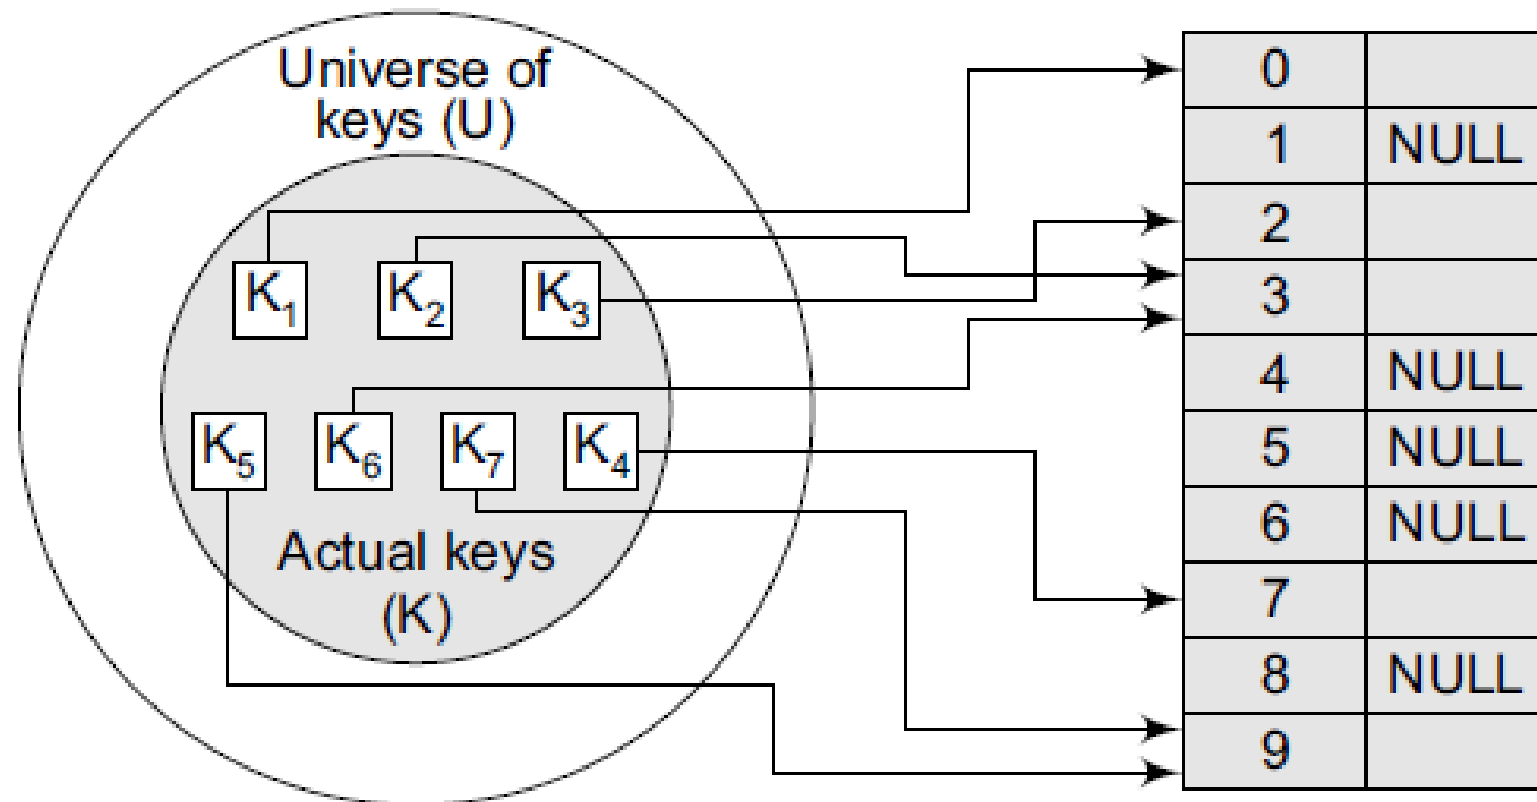 Universe of
keys (U)
K₁ K₂ K₃
K₅ K₆ K₇ K₄
Actual keys
(K)
0
1 NULL
2
3
4 NULL
5 NULL
6 NULL
7
8 NULL
9